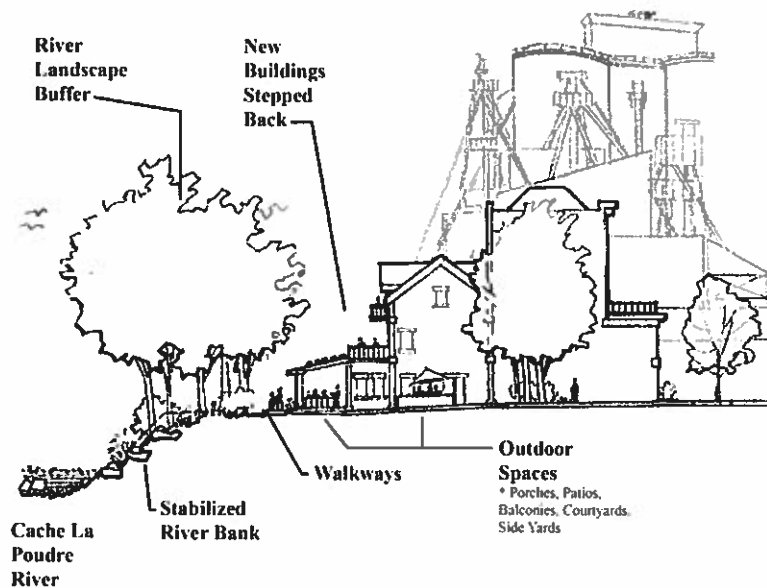 River
Landscape
Buffer
New
Buildings
Stepped
Back
Walkways
Outdoor
Spaces
* Porches, Patios,
Balconies, Courtyards,
Side Yards
Stabilized
River Bank
Cache La
Poudre
River